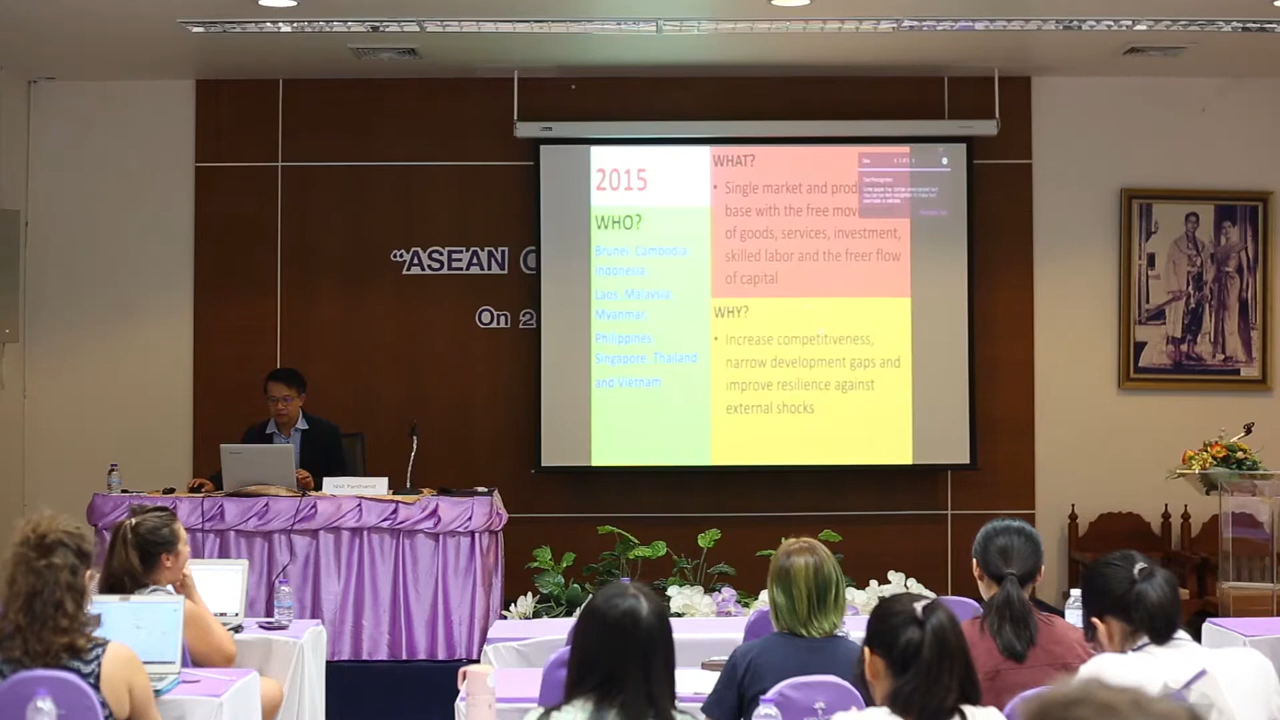 2015
WHO?
Brunei, Cambodia,
Indonesia,
Laos, Malaysia,
Myanmar,
Philippines,
Singapore, Thailand
and Vietnam
WHAT?
• Single market and prod
base with the free mov
of goods, services, investment,
skilled labor and the freer flow
of capital
WHY?
• Increase competitiveness,
narrow development gaps and
improve resilience against
external shocks
“ASEAN
On 2
Panthamit